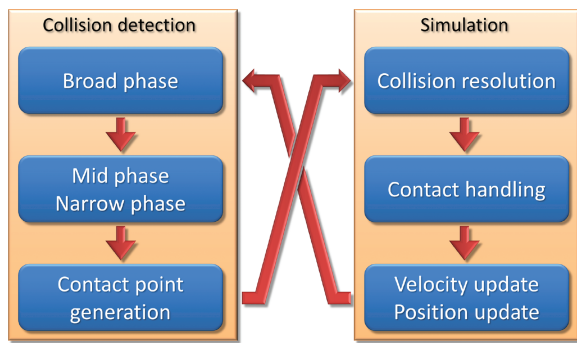 Collision detection
Broad phase
Mid phase
Narrow phase
Contact point
generation
Simulation
Collision resolution
Contact handling
Velocity update
Position update